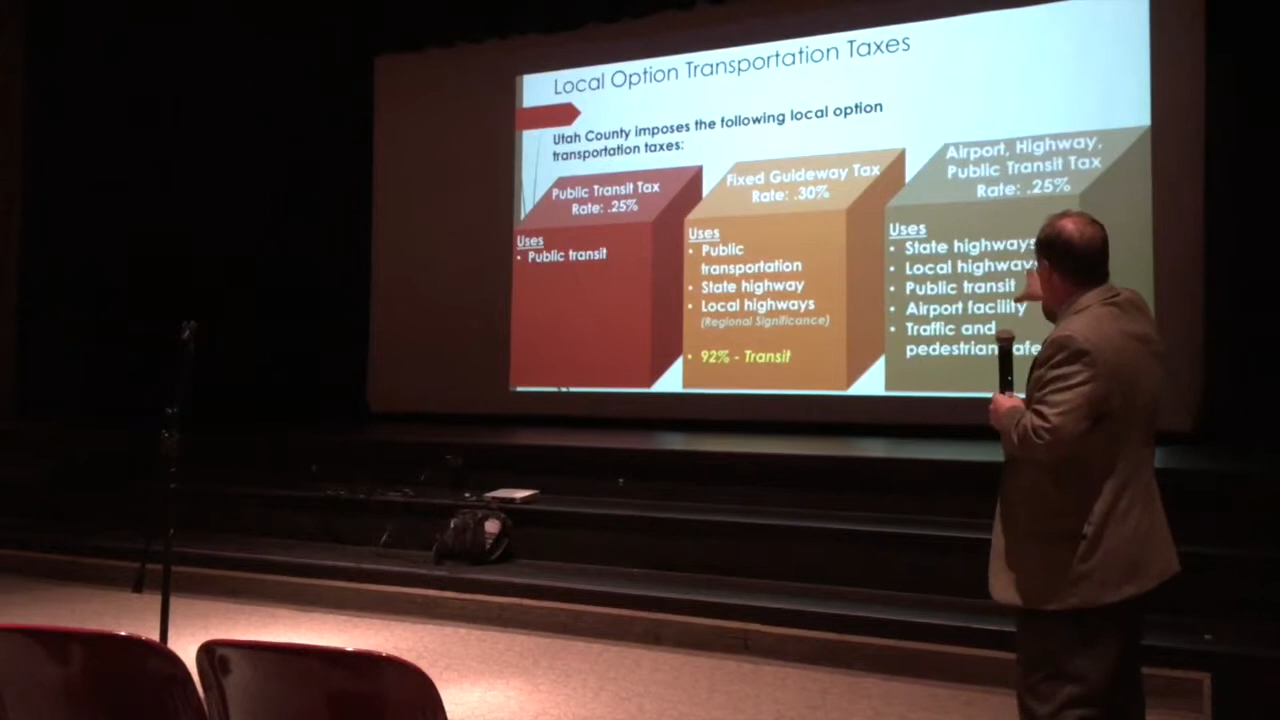 Local Option Transportation Taxes
Utah County imposes the following local option
transportation taxes:
Public Transit Tax
Rate: .25%
Uses
• Public transit
Fixed Guideway Tax
Rate: .30%
Uses
• Public
transportation
• State highway
• Local highways
(Regional Significance)
• 92% - Transit
Airport, Highway,
Public Transit Tax
Rate: .25%
Uses
• State highways
• Local highways
• Public transit
• Airport facility
• Traffic and
pedestrian